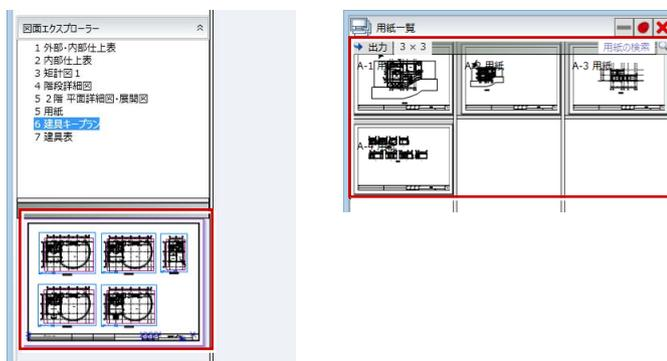 図面エクスプローラー
1 外部・内部仕上表
2 内部仕上表
3 矩計図 1
4 階段詳細図
5 2階 平面詳細図・展開図
5 用紙
6 建具キープラン
7 建具表
用紙一覧
出力 3 × 3 用紙の検索
A-1 用紙
A-2 用紙
A-3 用紙